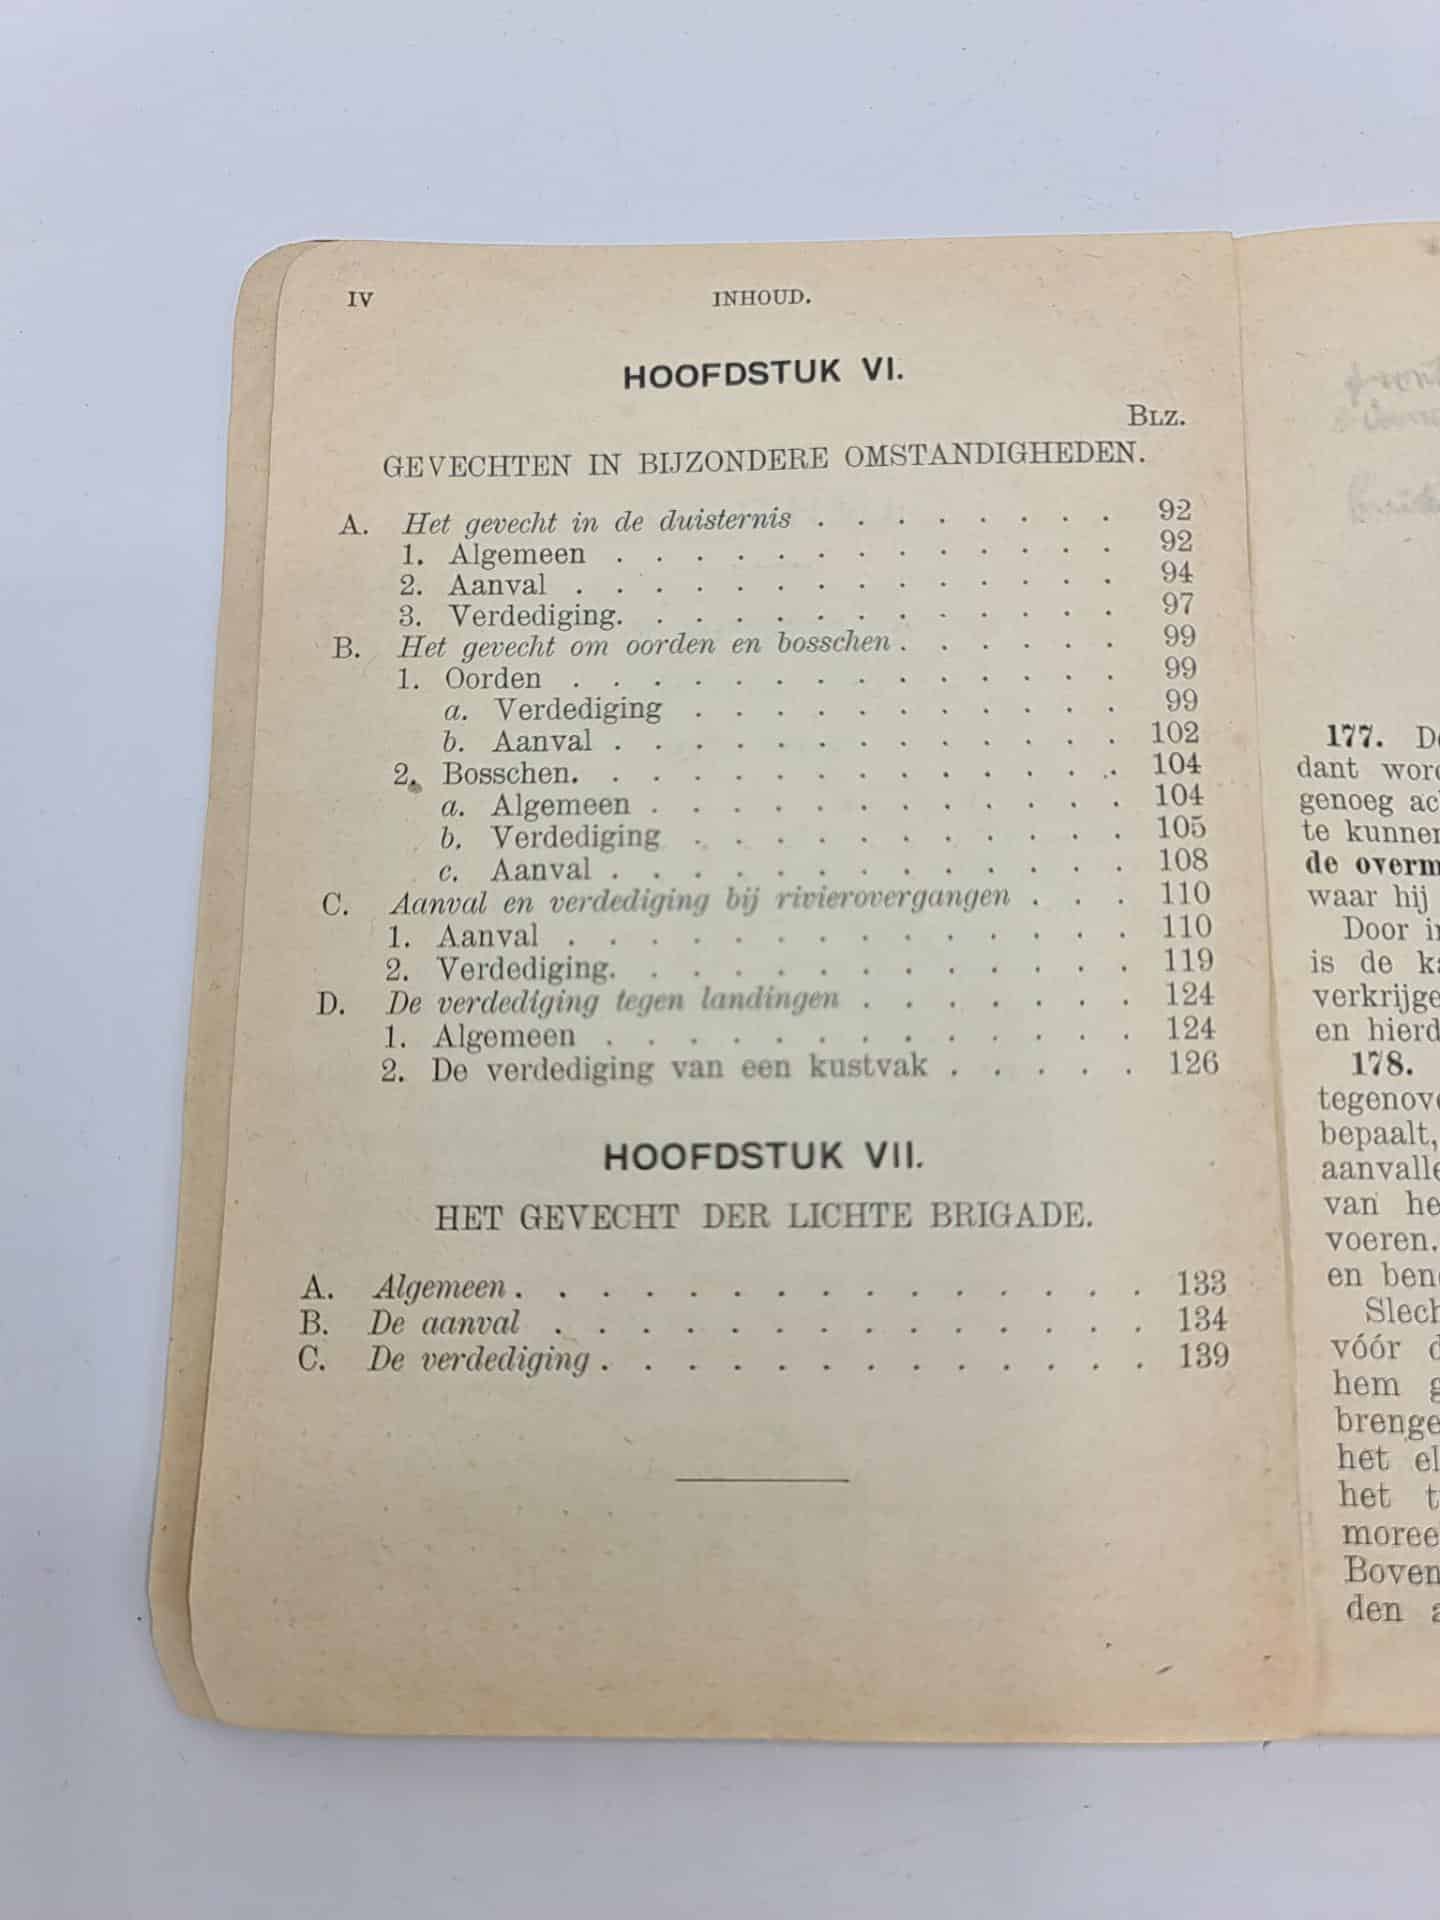 IV INHOUD.
HOOFDSTUK VI.
BLZ.
GEVECHTEN IN BIJZONDERE OMSTANDIGHEDEN.
A. Het gevecht in de duisternis . . . . . . . . 92
1. Algemeen . . . . . . . . . . . . . 92
2. Aanval . . . . . . . . . . . . . . 94
3. Verdediging. . . . . . . . . . . . 97
B. Het gevecht om oorden en bosschen . . . . . . 99
1. Oorden . . . . . . . . . . . . . . 99
a. Verdediging . . . . . . . . . . . 99
b. Aanval . . . . . . . . . . . . . 102
2. Bosschen. . . . . . . . . . . . . . 104
a. Algemeen . . . . . . . . . . . . 104
b. Verdediging . . . . . . . . . . . 105
c. Aanval . . . . . . . . . . . . . 108
C. Aanval en verdediging bij rivierovergangen . . . 110
1. Aanval . . . . . . . . . . . . . . 110
2. Verdediging. . . . . . . . . . . . 119
D. De verdediging tegen landingen . . . . . . . 124
1. Algemeen . . . . . . . . . . . . . 124
2. De verdediging van een kustvak . . . . . 126
HOOFDSTUK VII.
HET GEVECHT DER LICHTE BRIGADE.
A. Algemeen . . . . . . . . . . . . . . . 133
B. De aanval . . . . . . . . . . . . . . 134
C. De verdediging . . . . . . . . . . . . . 139
177.
dant
genoeg
te
de
waar hij
Door
is de
verkrijge
en
178.
tegenov
bepaalt,
aanvalle
van
voeren.
en
vóór
hem
brenge
het
het
den